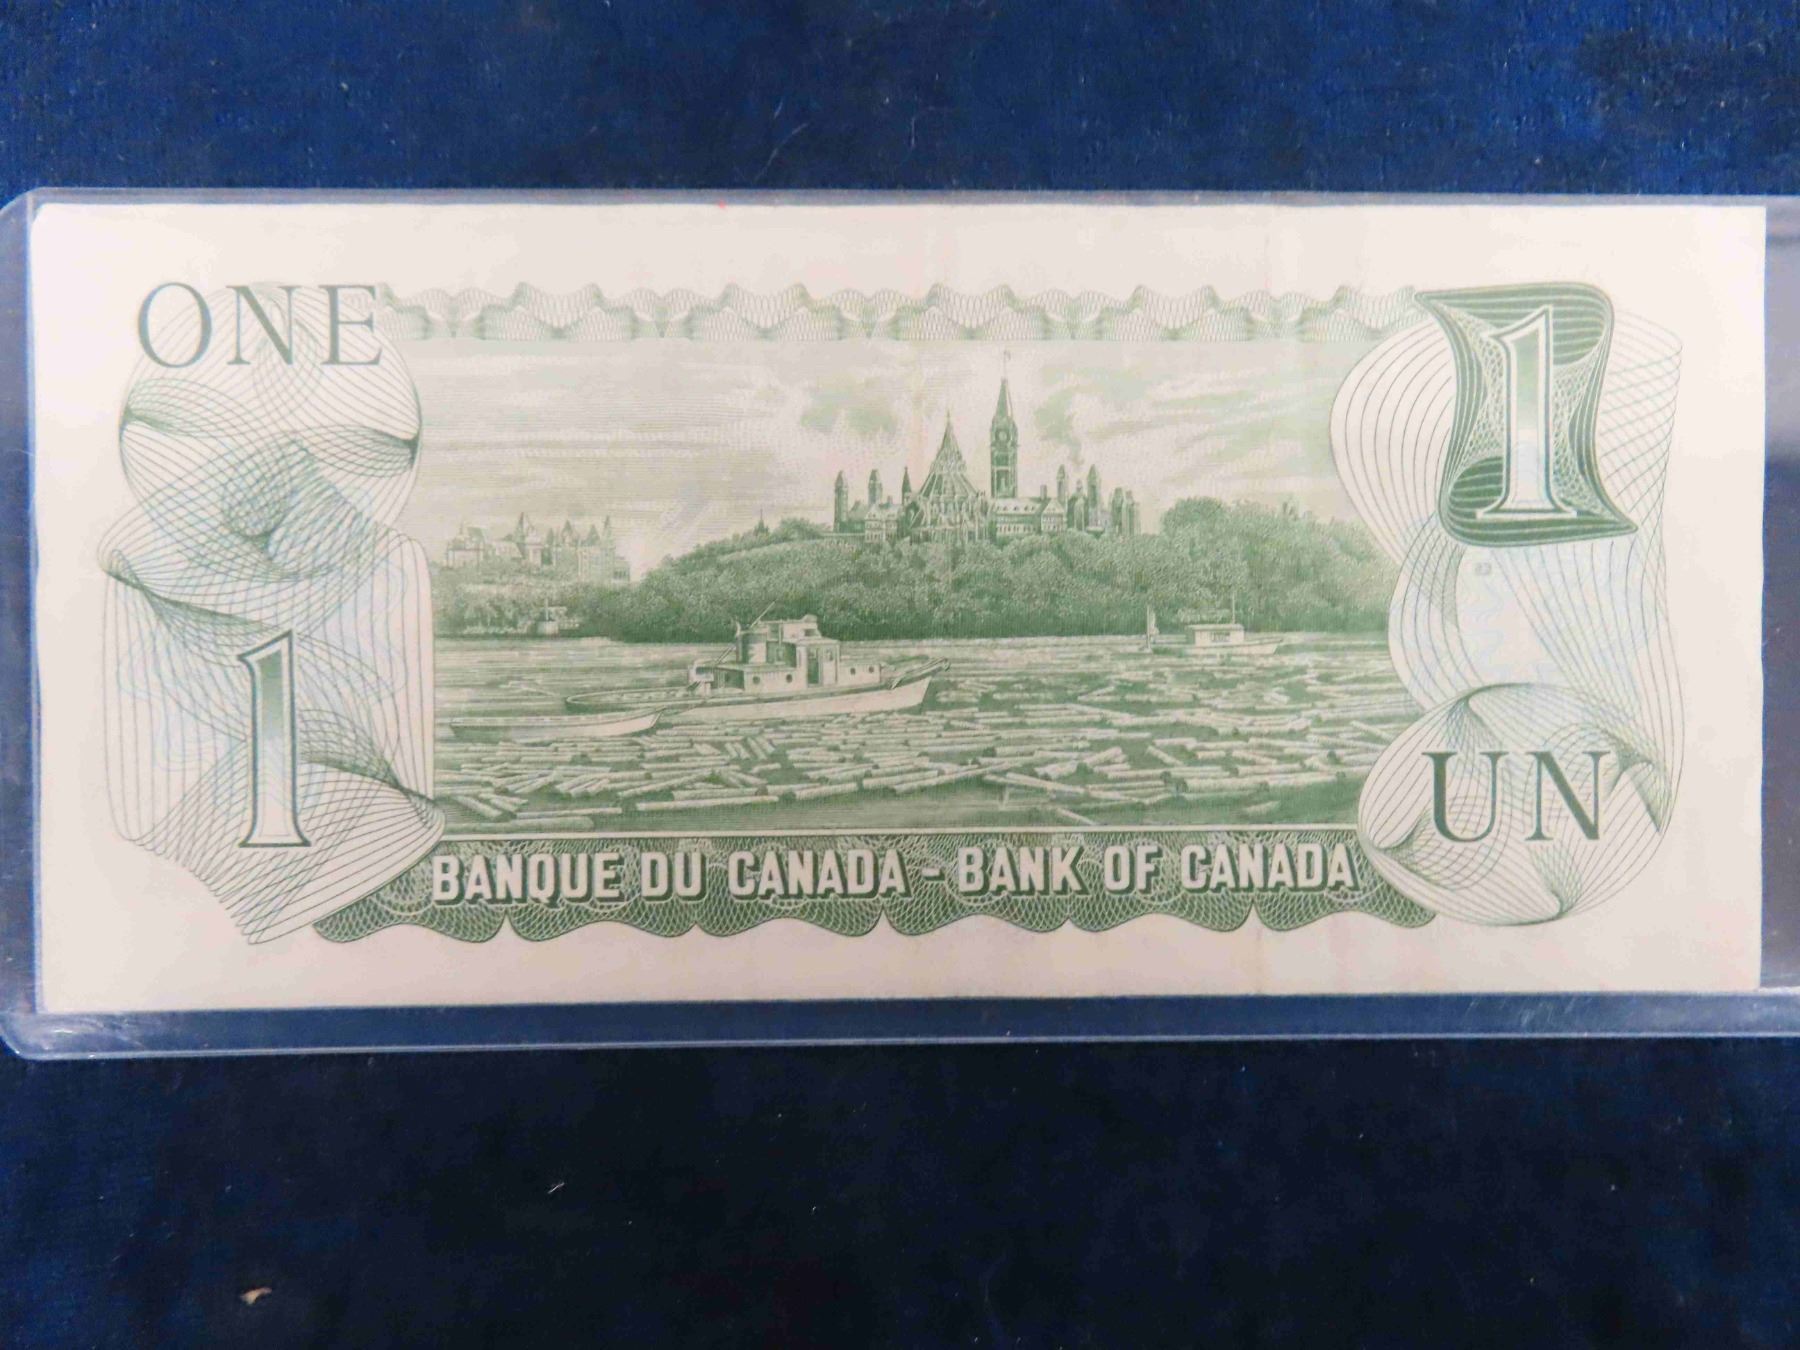 ONE
1
1
UN
BANQUE DU CANADA - BANK OF CANADA